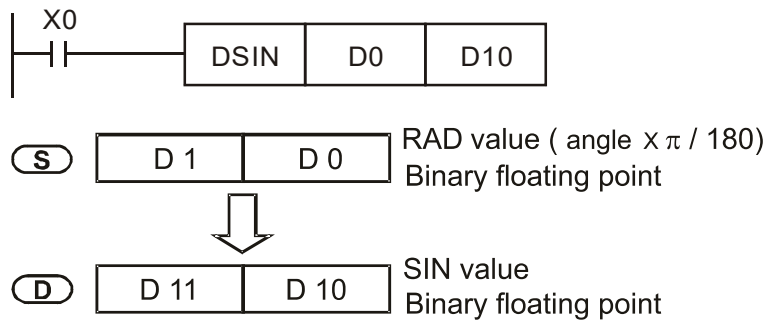 X0
DSIN D0 D10
S D 1 D 0 RAD value ( angle x π / 180)
Binary floating point
D D 11 D 10 SIN value
Binary floating point